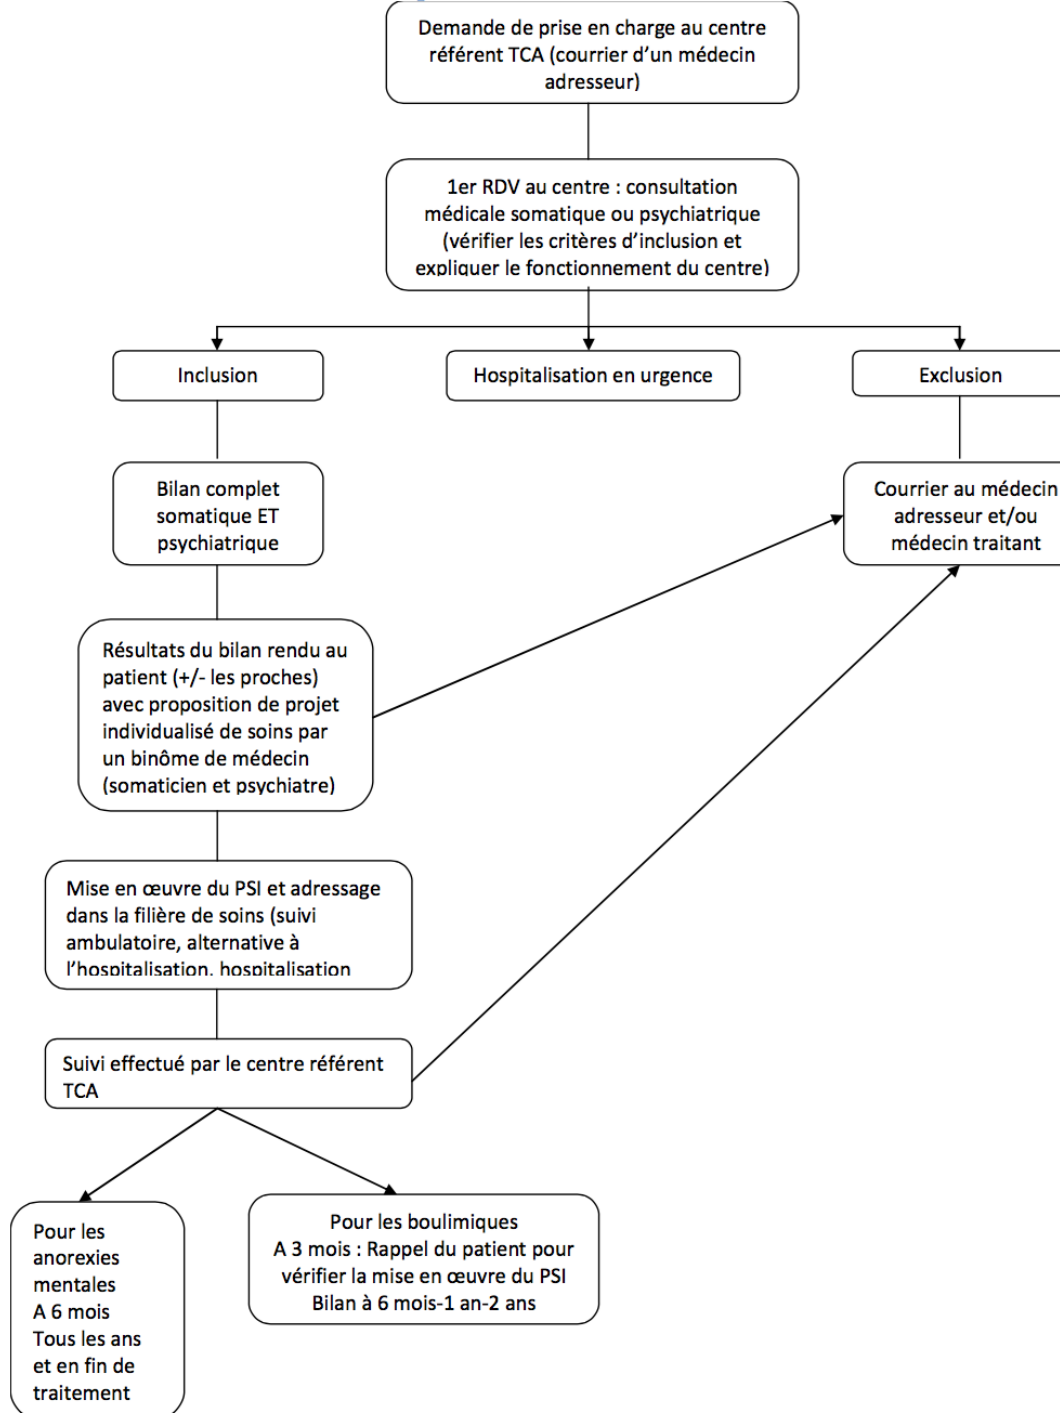 Demande de prise en charge au centre
référent TCA (courrier d’un médecin
adresseur)
1er RDV au centre : consultation
médicale somatique ou psychiatrique
(vérifier les critères d’inclusion et
expliquer le fonctionnement du centre)
Inclusion
Hospitalisation en urgence
Exclusion
Bilan complet
somatique ET
psychiatrique
Courrier au médecin
adresseur et/ou
médecin traitant
Résultats du bilan rendu au
patient (+/- les proches)
avec proposition de projet
individualisé de soins par
un binôme de médecin
(somaticien et psychiatre)
Mise en œuvre du PSI et adressage
dans la filière de soins (suivi
ambulatoire, alternative à
l’hospitalisation, hospitalisation
Suivi effectué par le centre référent
TCA
Pour les
anorexies
mentales
A 6 mois
Tous les ans
et en fin de
traitement
Pour les boulimiques
A 3 mois : Rappel du patient pour
vérifier la mise en œuvre du PSI
Bilan à 6 mois-1 an-2 ans